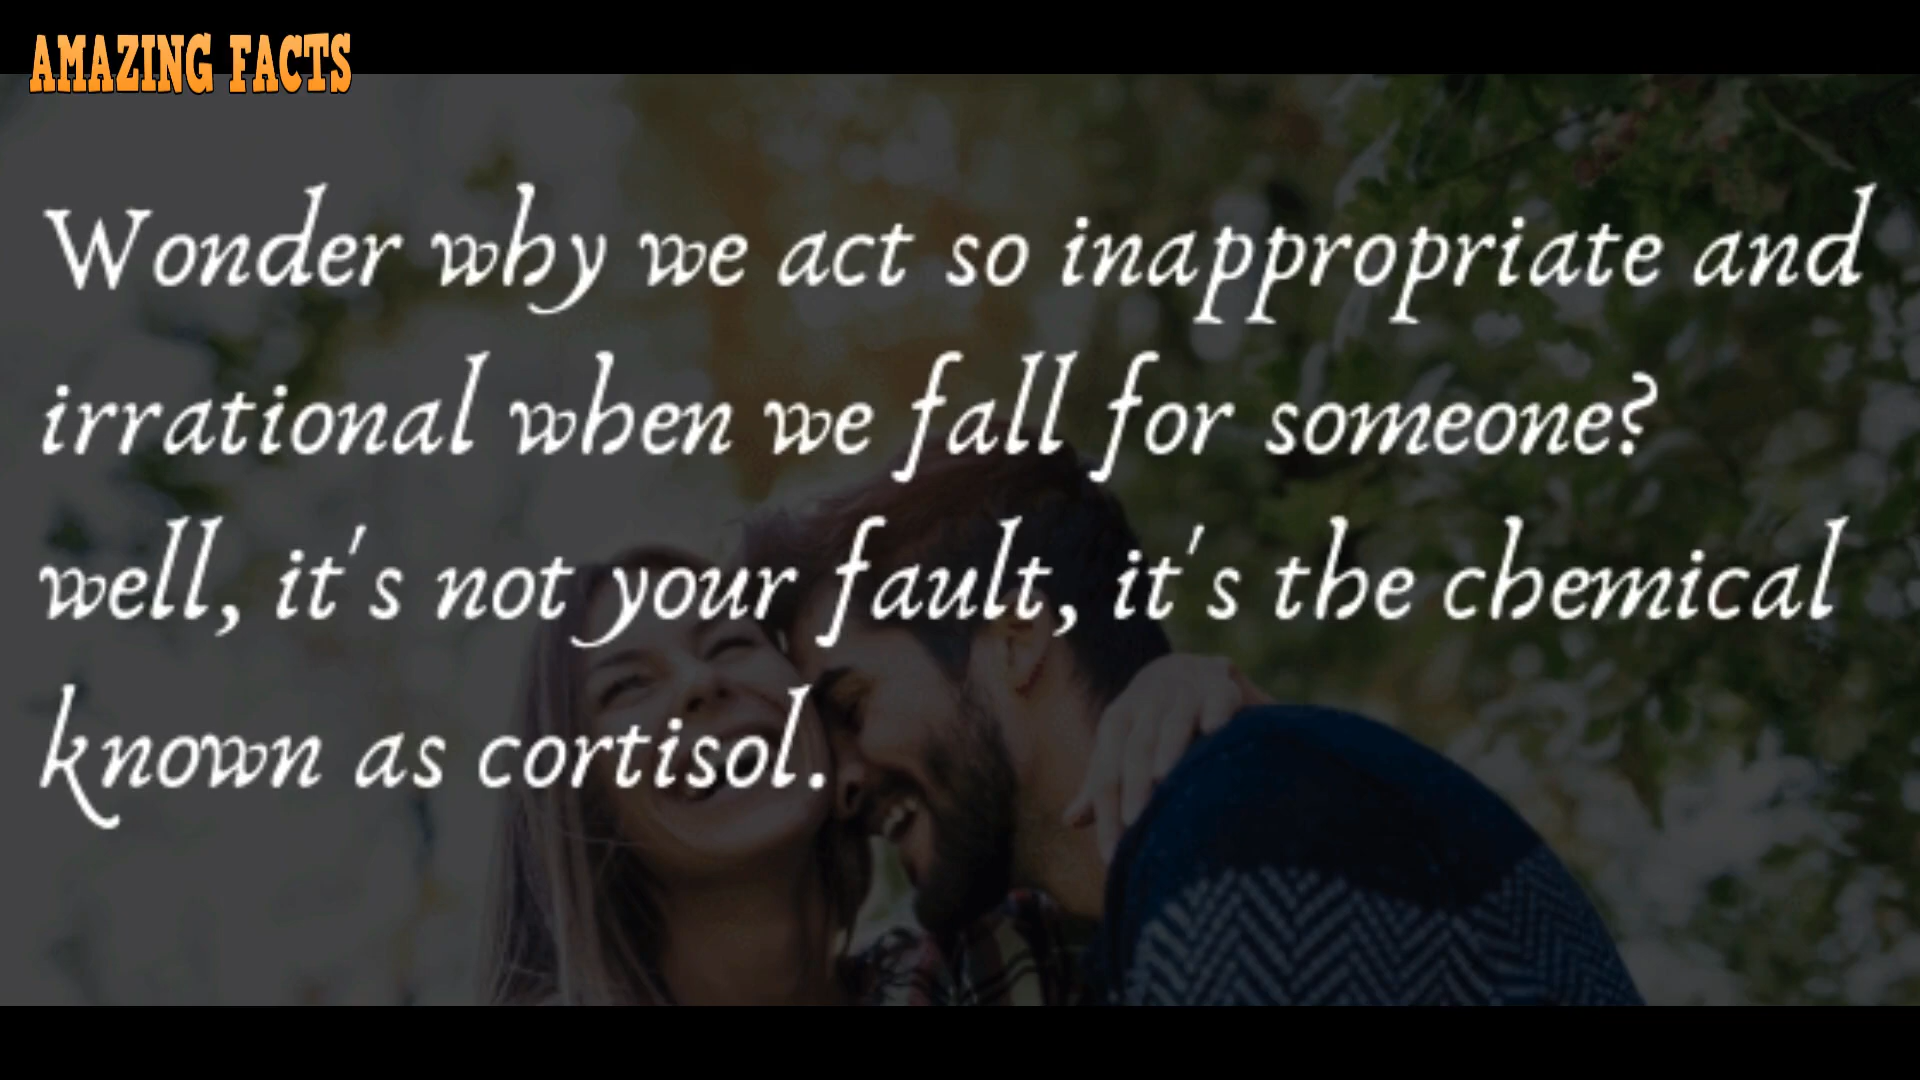 AMAZING FACTS
Wonder why we act so inappropriate and
irrational when we fall for someone?
well, it's not your fault, it's the chemical
known as cortisol.